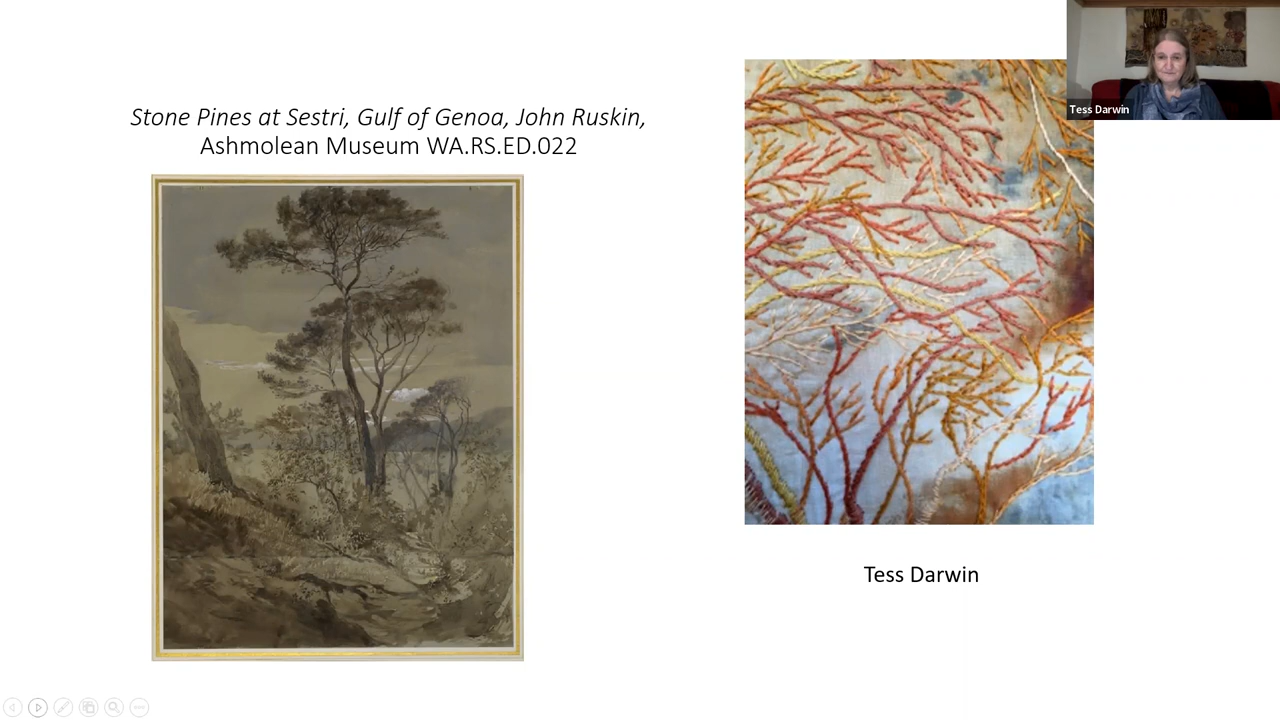 Stone Pines at Sestri, Gulf of Genoa, John Ruskin,
Ashmolean Museum WA.RS.ED.022
Tess Darwin
Tess Darwin